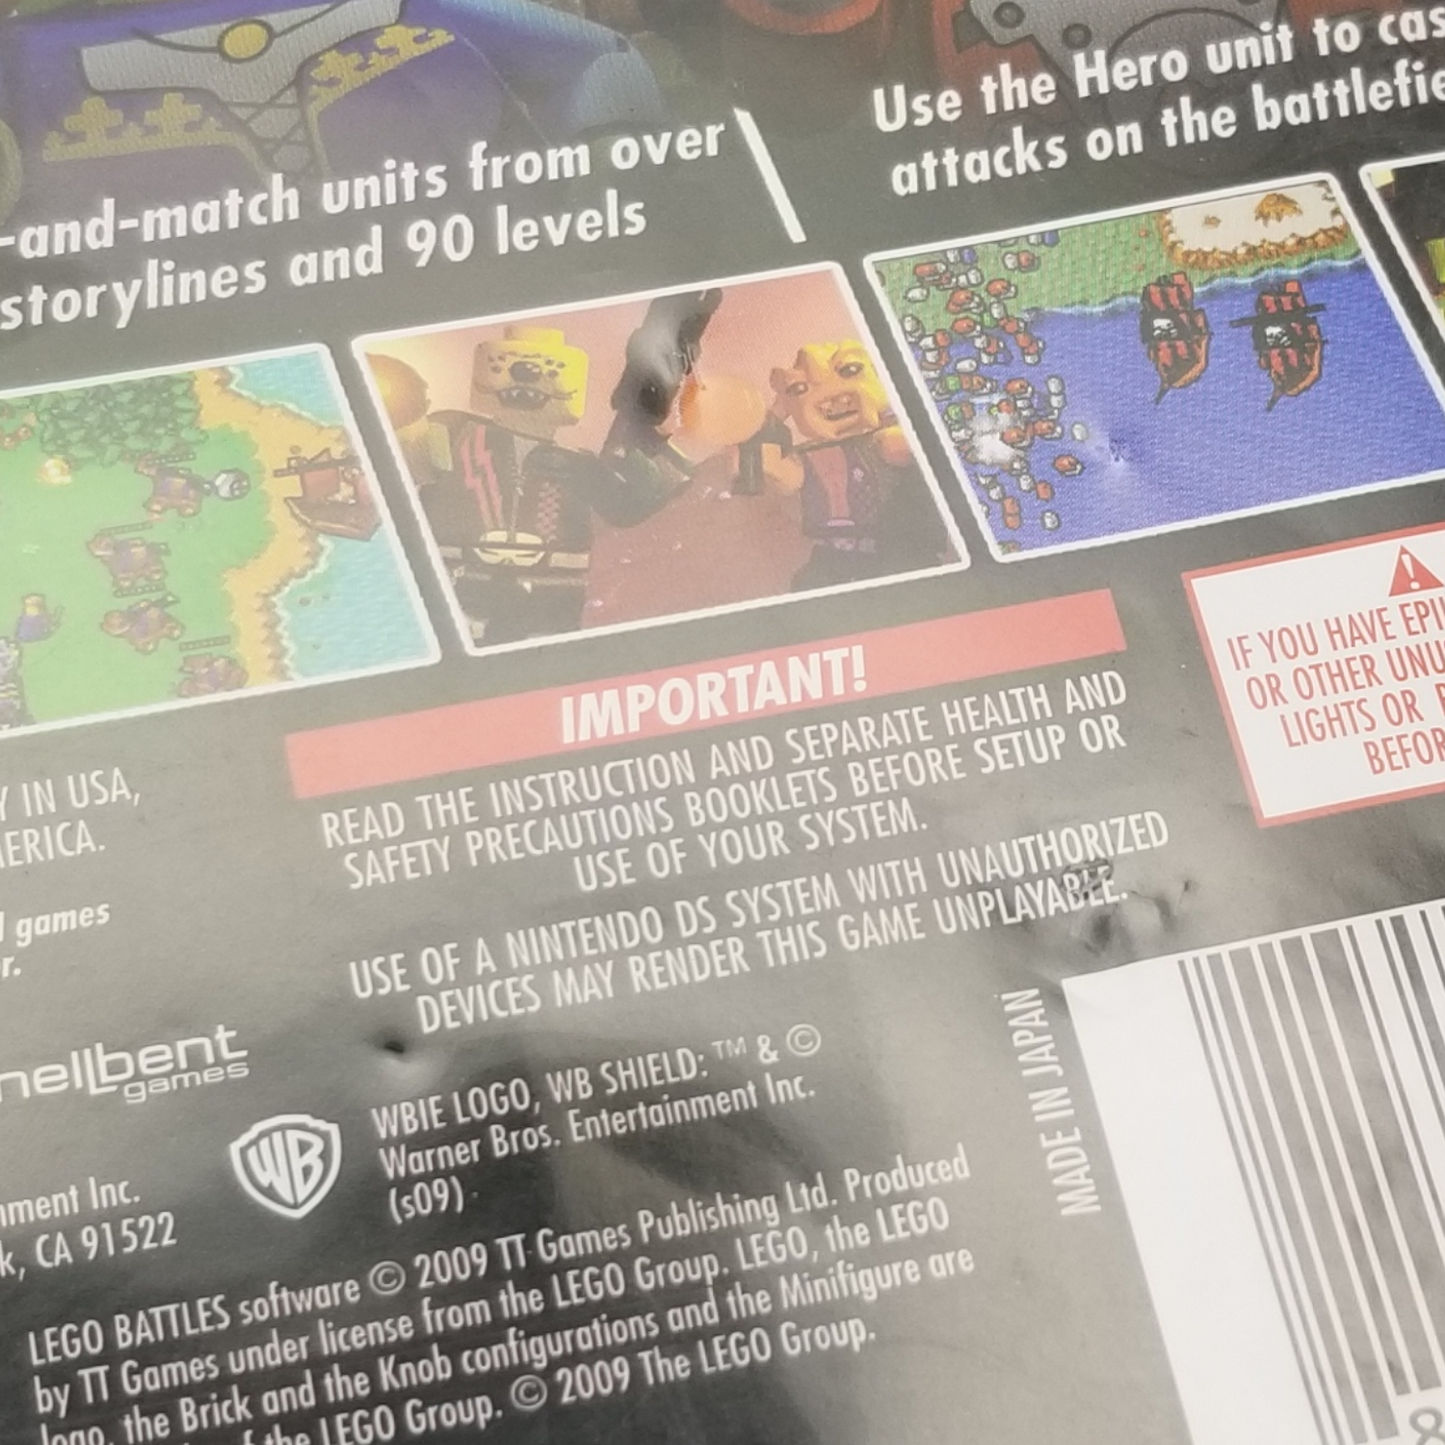 -and-match units from over
storylines and 90 levels
Use the Hero unit to cas
attacks on the battlefie
IMPORTANT!
READ THE INSTRUCTION AND SEPARATE HEALTH AND
SAFETY PRECAUTIONS BOOKLETS BEFORE SETUP OR
USE OF YOUR SYSTEM.
USE OF A NINTENDO DS SYSTEM WITH UNAUTHORIZED
DEVICES MAY RENDER THIS GAME UNPLAYABLE.
IF YOU HAVE EPI
OR OTHER UNU
LIGHTS OR
BEFOR
Y IN USA,
ERICA.
games
r.
hellbent
games
WB
WBIE LOGO, WB SHIELD: ™ & ©
Warner Bros. Entertainment Inc.
(s09)
nment Inc.
k, CA 91522
MADE IN JAPAN
LEGO BATTLES software © 2009 TT Games Publishing Ltd. Produced
by TT Games under license from the LEGO Group. LEGO, the LEGO
logo, the Brick and the Knob configurations and the Minifigure are
of the LEGO Group. © 2009 The LEGO Group.
8